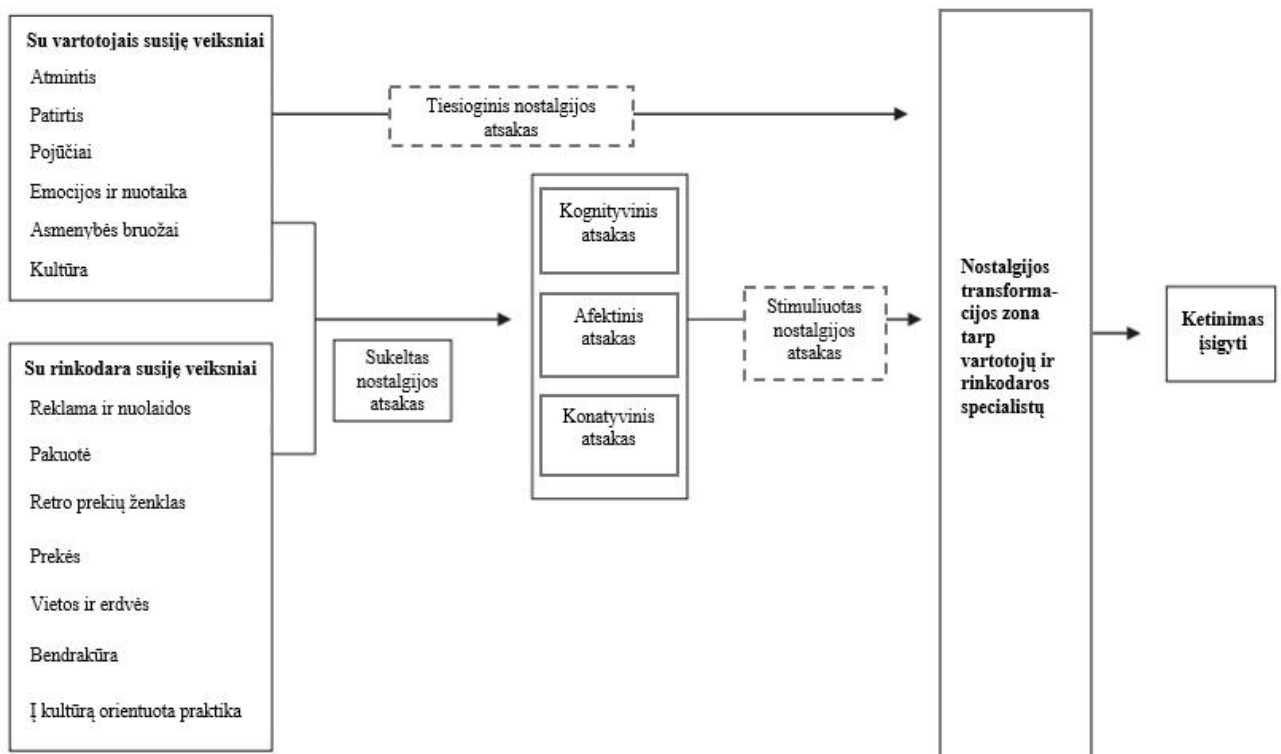 Su vartotojais susiję veiksniai
Atmintis
Patirtis
Pojūčiai
Emocijos ir nuotaika
Asmenybės bruožai
Kultūra
Su rinkodara susiję veiksniai
Reklama ir nuolaidos
Pakuotė
Retro prekių ženklas
Prekės
Vietos ir erdvės
Bendrakūra
Į kultūrą orientuota praktika
Tiesioginis nostalgijos
atsakas
Sukeltas
nostalgijos
atsakas
Kognityvinis
atsakas
Afektinis
atsakas
Konatyvinis
atsakas
Stimuliuotas
nostalgijos
atsakas
Nostalgijos
transforma-
cijos zona
tarp
vartotojų ir
rinkodaros
specialistų
Ketinimas
įsigyti